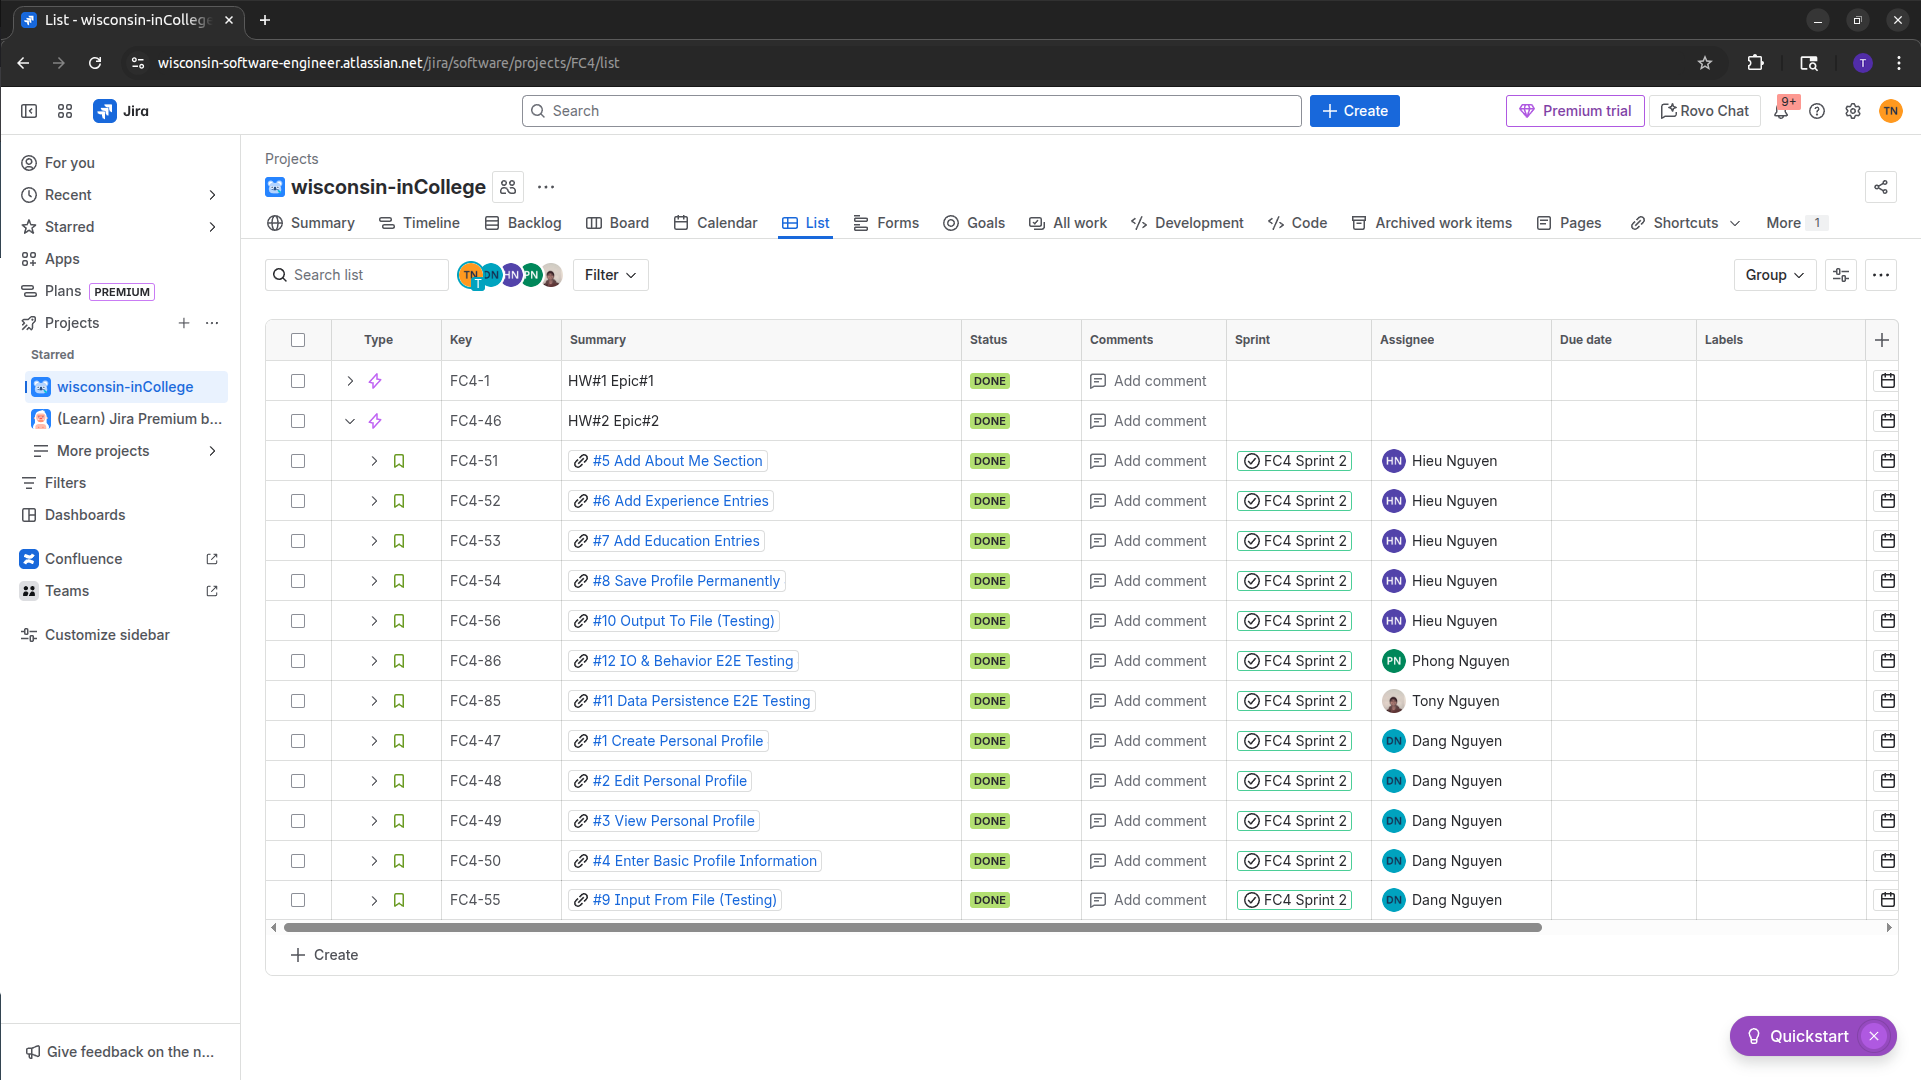 List - wisconsin-inCollege
wisconsin-software-engineer.atlassian.net/jira/software/projects/FC4/list
T
Jira
Search
Create
Premium trial
Rovo Chat
9+
TN
For you
Recent
Starred
Apps
Plans PREMIUM
Projects
Starred
wisconsin-inCollege
(Learn) Jira Premium b...
More projects
Filters
Dashboards
Confluence
Teams
Customize sidebar
Give feedback on the n...
Projects
wisconsin-inCollege
Summary Timeline Backlog Board Calendar List Forms Goals All work Development Code Archived work items Pages Shortcuts More 1
Search list
TN T DN HN PN
Filter
Group
Type Key Summary Status Comments Sprint Assignee Due date Labels
FC4-1 HW#1 Epic#1 DONE Add comment
FC4-46 HW#2 Epic#2 DONE Add comment
FC4-51 #5 Add About Me Section DONE Add comment FC4 Sprint 2 HN Hieu Nguyen
FC4-52 #6 Add Experience Entries DONE Add comment FC4 Sprint 2 HN Hieu Nguyen
FC4-53 #7 Add Education Entries DONE Add comment FC4 Sprint 2 HN Hieu Nguyen
FC4-54 #8 Save Profile Permanently DONE Add comment FC4 Sprint 2 HN Hieu Nguyen
FC4-56 #10 Output To File (Testing) DONE Add comment FC4 Sprint 2 HN Hieu Nguyen
FC4-86 #12 IO & Behavior E2E Testing DONE Add comment FC4 Sprint 2 PN Phong Nguyen
FC4-85 #11 Data Persistence E2E Testing DONE Add comment FC4 Sprint 2 Tony Nguyen
FC4-47 #1 Create Personal Profile DONE Add comment FC4 Sprint 2 DN Dang Nguyen
FC4-48 #2 Edit Personal Profile DONE Add comment FC4 Sprint 2 DN Dang Nguyen
FC4-49 #3 View Personal Profile DONE Add comment FC4 Sprint 2 DN Dang Nguyen
FC4-50 #4 Enter Basic Profile Information DONE Add comment FC4 Sprint 2 DN Dang Nguyen
FC4-55 #9 Input From File (Testing) DONE Add comment FC4 Sprint 2 DN Dang Nguyen
Create
Quickstart